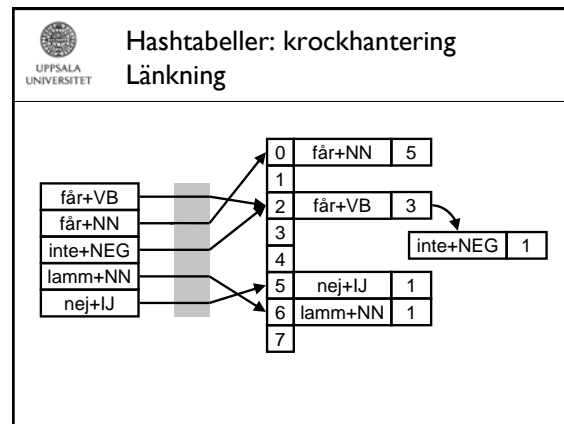 UPPSALA
UNIVERSITET
Hashtabeller: krockhantering
Länkning
får+VB
får+NN
inte+NEG
lamm+NN
nej+IJ
0 får+NN 5
1
2 får+VB 3
3
inte+NEG 1
4
5 nej+IJ 1
6 lamm+NN 1
7